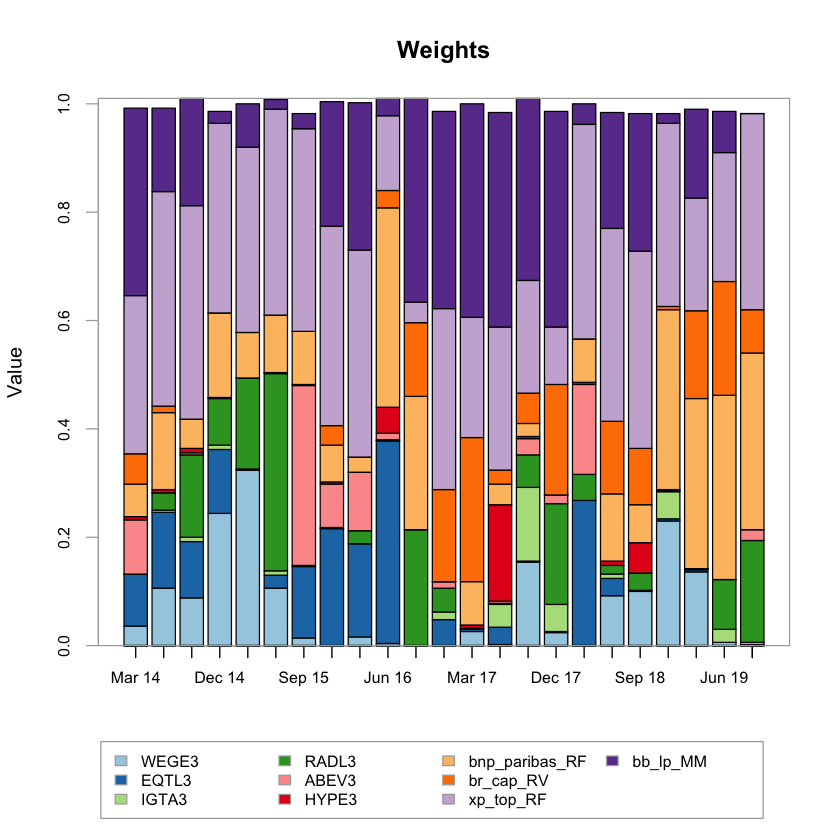 Weights
Value
1.0
0.8
0.6
0.4
0.2
0.0
Mar 14 Dec 14 Sep 15 Jun 16 Mar 17 Dec 17 Sep 18 Jun 19
WEGE3 RADL3 bnp_paribas_RF bb_lp_MM
EQTL3 ABEV3 br_cap_RV
IGTA3 HYPE3 xp_top_RF